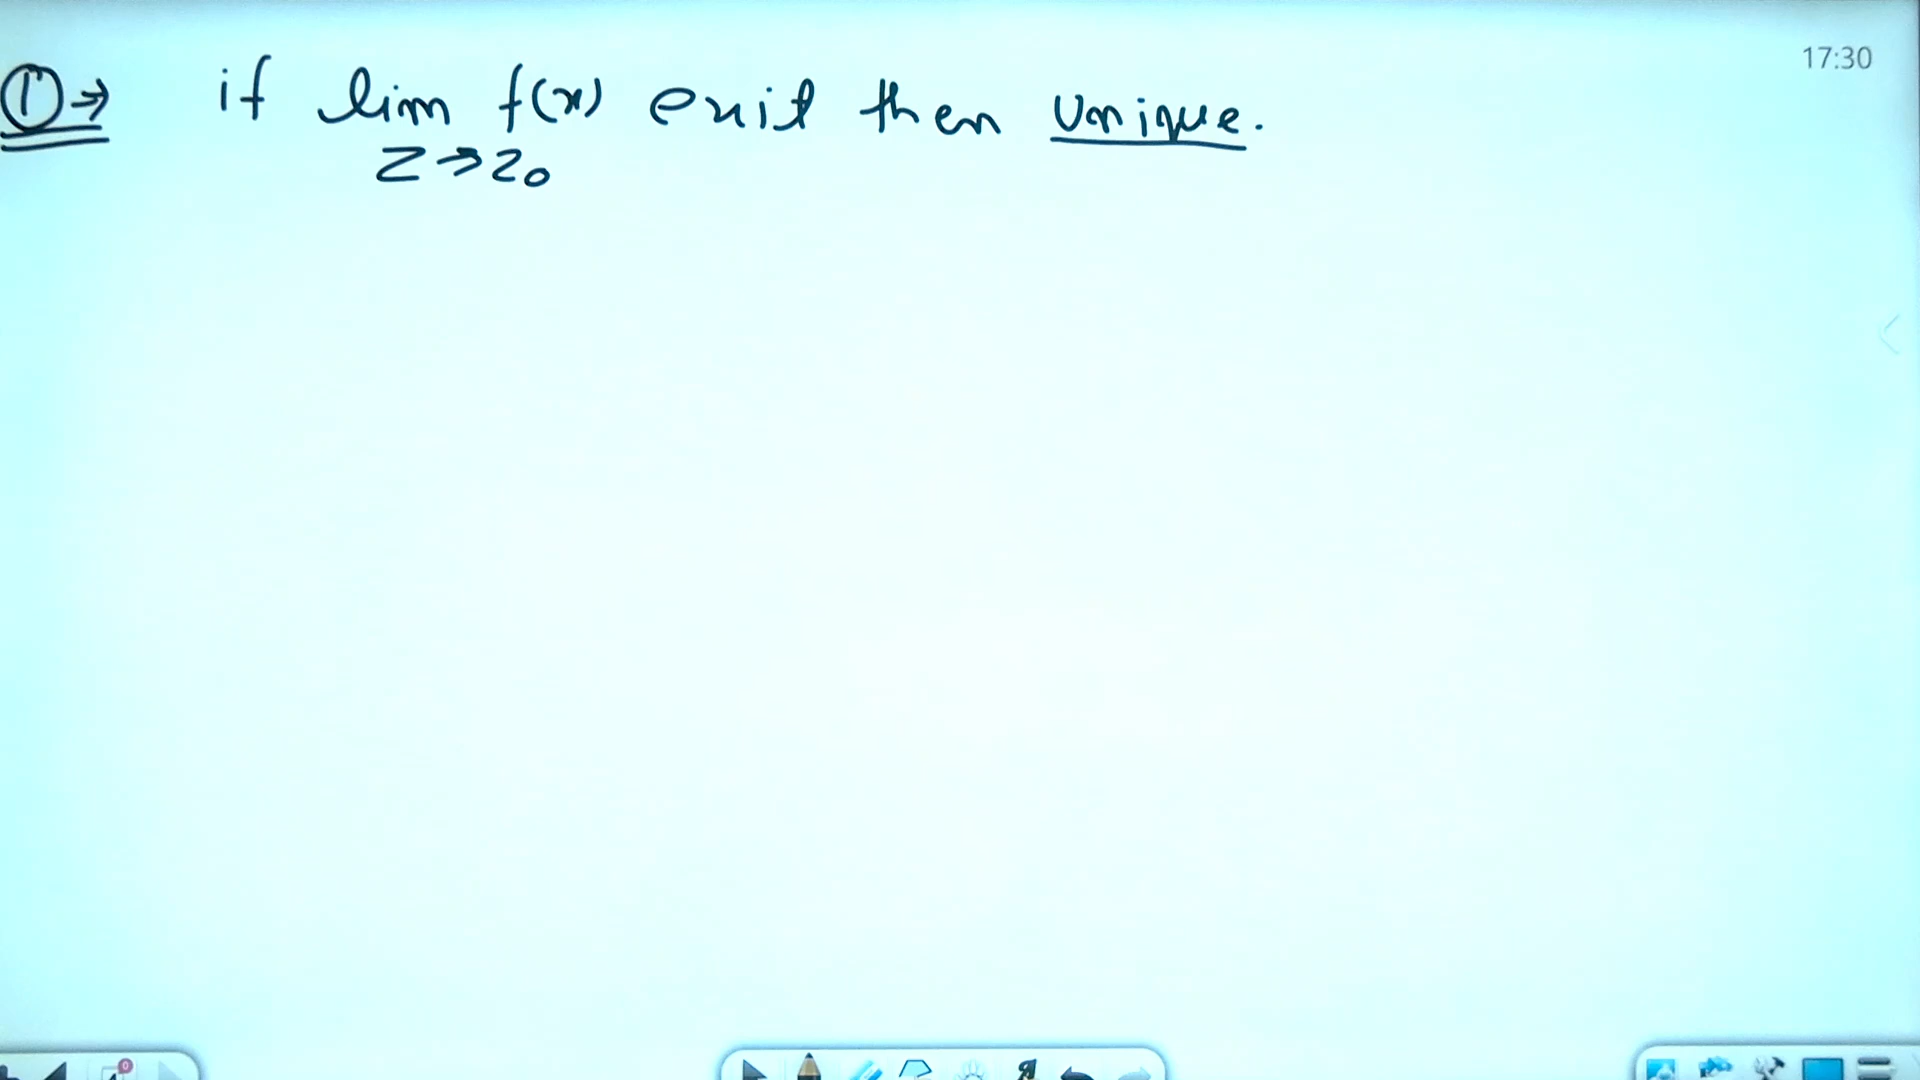 17:30
①→ if lim f(x) exit then unique.
z→z₀